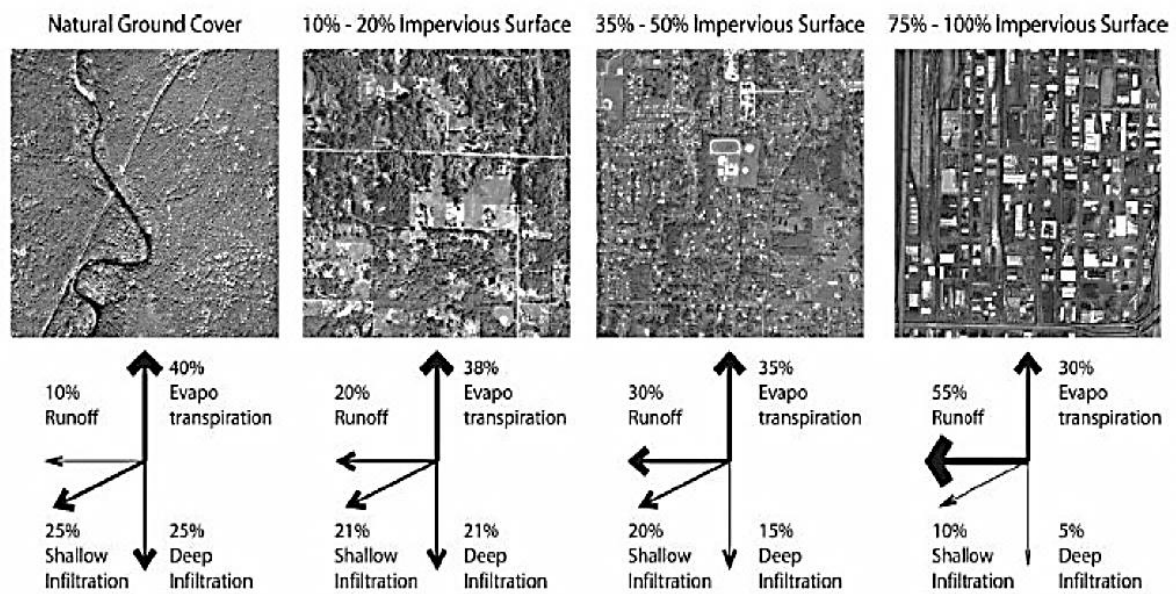 Natural Ground Cover
10% - 20% Impervious Surface
35% - 50% Impervious Surface
75% - 100% Impervious Surface
10%
Runoff
40%
Evapo
transpiration
25%
Shallow
Infiltration
25%
Deep
Infiltration
20%
Runoff
38%
Evapo
transpiration
21%
Shallow
Infiltration
21%
Deep
Infiltration
30%
Runoff
35%
Evapo
transpiration
20%
Shallow
Infiltration
15%
Deep
Infiltration
55%
Runoff
30%
Evapo
transpiration
10%
Shallow
Infiltration
5%
Deep
Infiltration